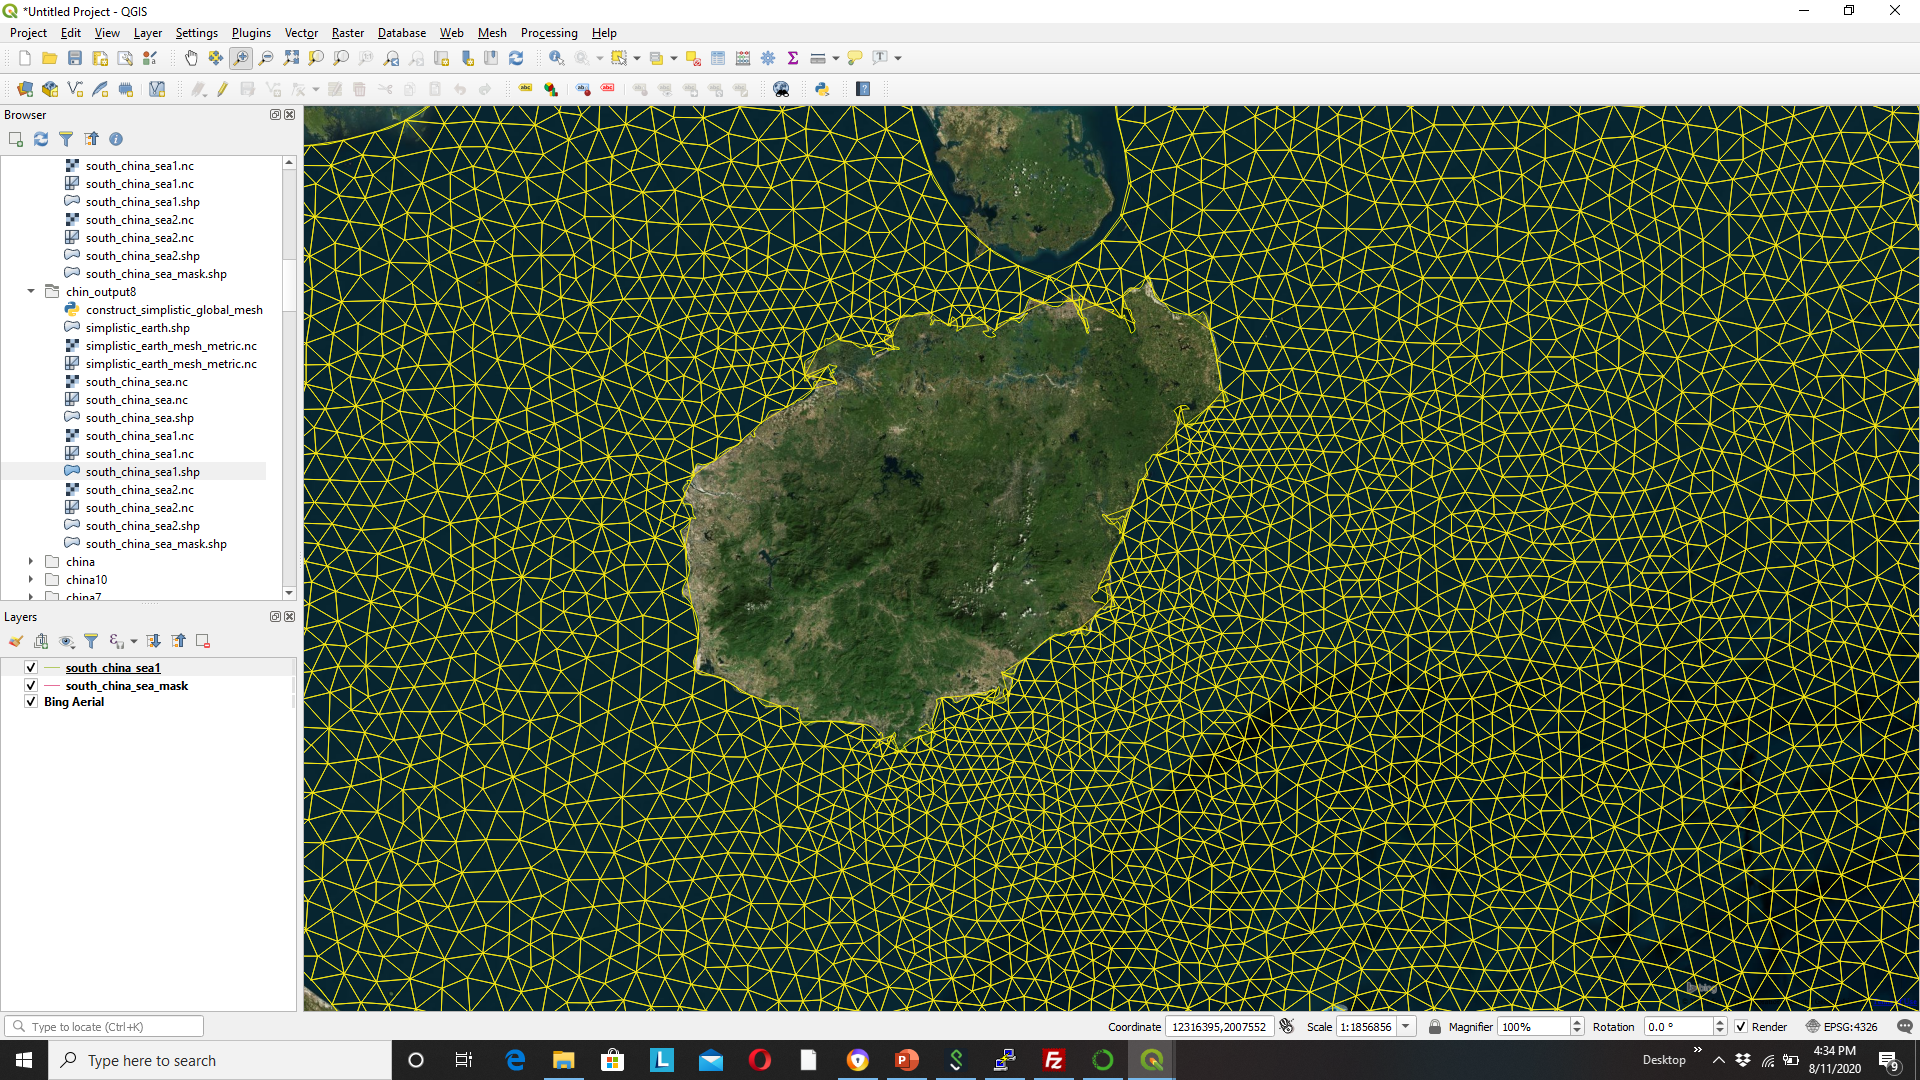 *Untitled Project - QGIS
Project Edit View Layer Settings Plugins Vector Raster Database Web Mesh Processing Help
Browser
south_china_sea1.nc
south_china_sea1.nc
south_china_sea1.shp
south_china_sea2.nc
south_china_sea2.nc
south_china_sea2.shp
south_china_sea_mask.shp
chin_output8
construct_simplistic_global_mesh
simplistic_earth.shp
simplistic_earth_mesh_metric.nc
simplistic_earth_mesh_metric.nc
south_china_sea.nc
south_china_sea.nc
south_china_sea.shp
south_china_sea1.nc
south_china_sea1.nc
south_china_sea1.shp
south_china_sea2.nc
south_china_sea2.nc
south_china_sea2.shp
south_china_sea_mask.shp
china
china10
china7
Layers
south_china_sea1
south_china_sea_mask
Bing Aerial
Type to locate (Ctrl+K)
Coordinate 12316395,2007552 Scale 1:1856856 Magnifier 100% Rotation 0.0 ° Render EPSG:4326
Type here to search
Desktop
4:34 PM
8/11/2020
9